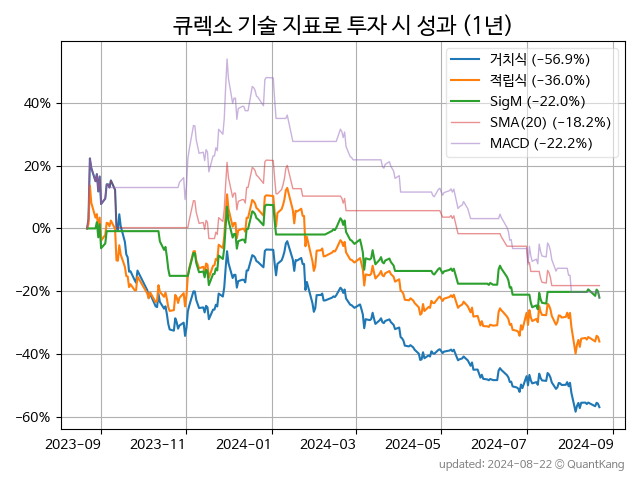 큐렉소 기술 지표로 투자 시 성과 (1년)
거치식 (−56.9%)
적립식 (−36.0%)
SigM (−22.0%)
SMA(20) (−18.2%)
MACD (−22.2%)
40%
20%
0%
−20%
−40%
−60%
2023-09 2023-11 2024-01 2024-03 2024-05 2024-07 2024-09
updated: 2024-08-22 © QuantKang